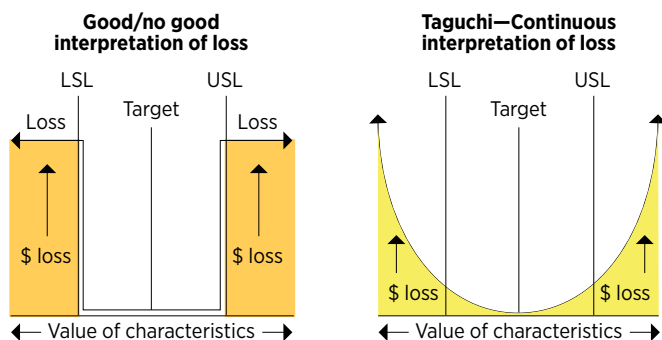 Good/no good
interpretation of loss
LSL
USL
Target
Loss
Loss
$ loss
$ loss
Value of characteristics
Taguchi—Continuous
interpretation of loss
LSL
USL
Target
$ loss
$ loss
Value of characteristics